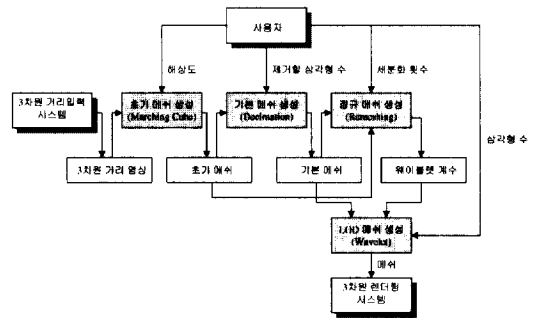 사용자
해상도
제거할 삼각형 수
세분화 횟수
3차원 거리입력
시스템
초기 메쉬 생성
(Marching Cube)
기본 메쉬 생성
(Decimation)
정규 메쉬 생성
(Remeshing)
삼각형 수
3차원 거리 영상
초기 메쉬
기본 메쉬
웨이블렛 계수
LOD 메쉬 생성
(Wavelet)
메쉬
3차원 렌더링
시스템